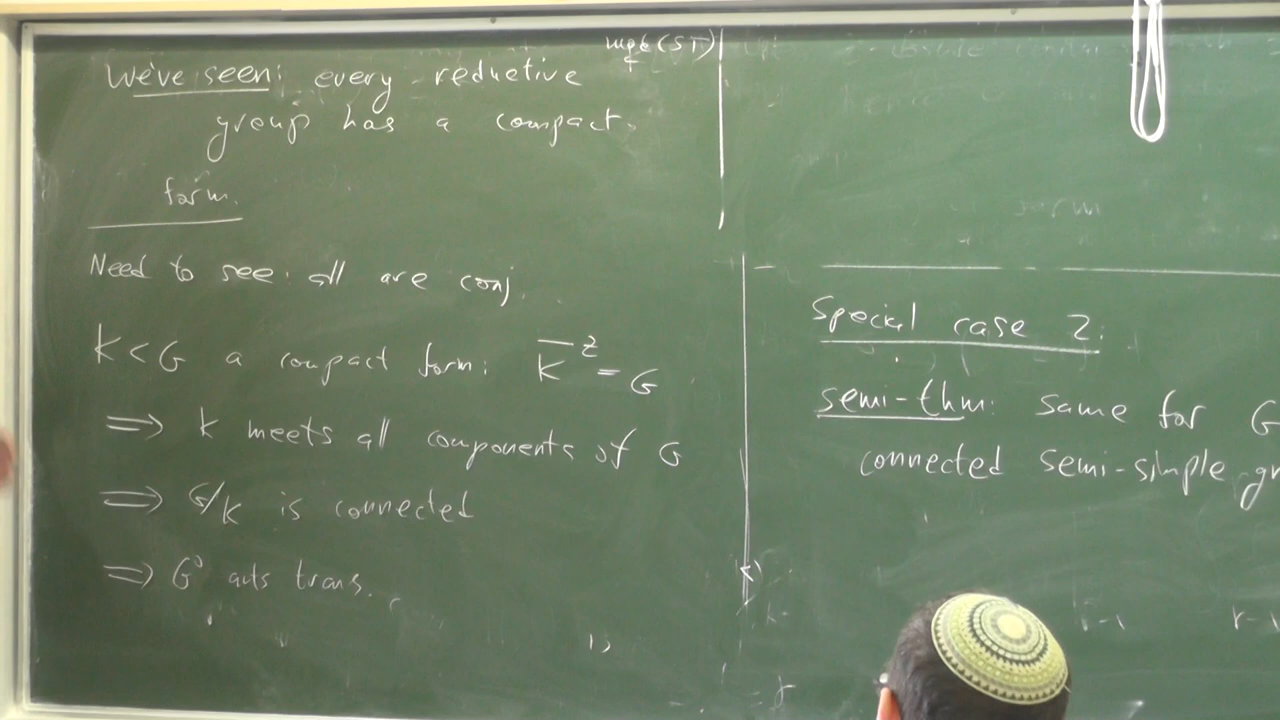 We've seen: every reductive
group has a compact
form.
Need to see: all are conj.
K < G a compact form: K̄ᶻ = G
⟹ K meets all components of G
⟹ G/K is connected
⟹ G° acts trans.
Special case 2:
semi-thm: same for G
connected semi-simple gr